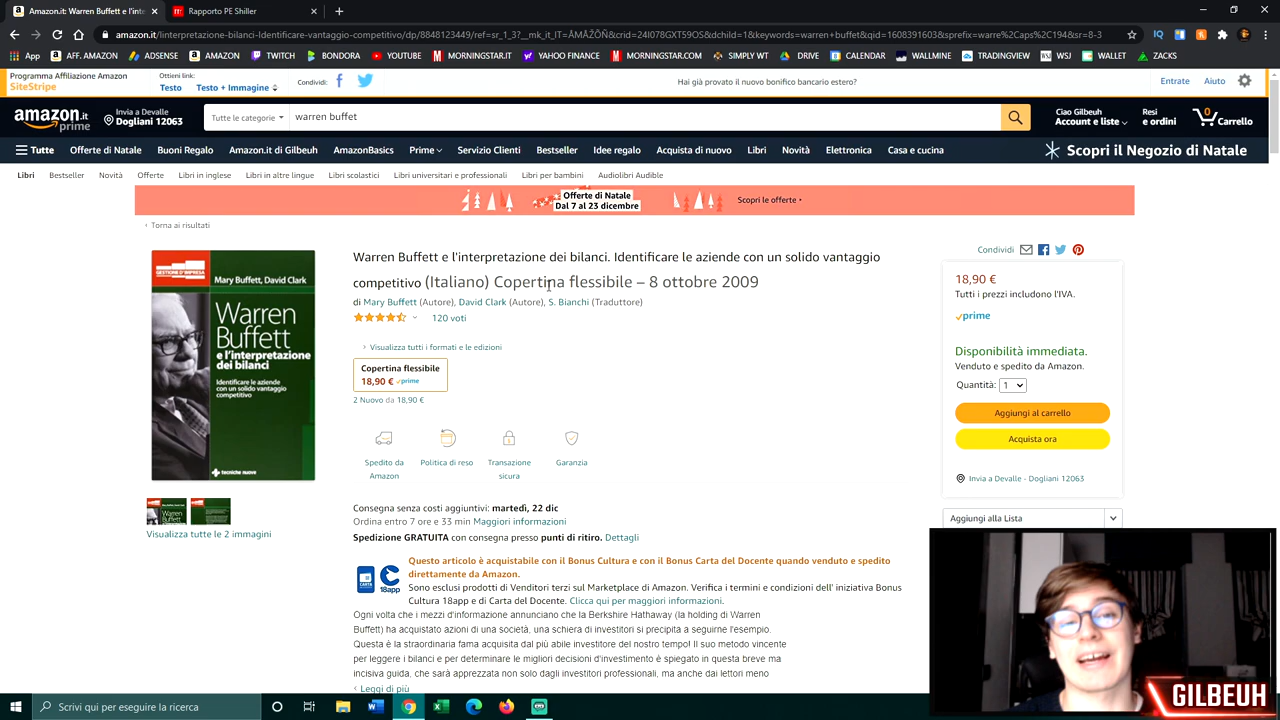 Amazon.it : warren buffet
Rapporto Twitter
amazon.it/interpretazione-bilanci-Identificare-vantaggio-competitivo/dp/8848123449/ref=sr_1_3?__mk_it_IT=ÅMÅŽÕÑ&crid=24I078GXT59OS&dchild=1&keywords=warren+buffet&qid=1608391603&sprefix=warre%2Caps%2C194&sr=8-3
App
AFF. AMAZON
ADSENSE
AMAZON
TWITCH
BONDORA
YOUTUBE
INVESTING
YAHOO FINANCE
MORNINGSTAR
SIMPLY WT
DRIVE
CALENDAR
TRADINGVIEW
WSJ
WALLMINE
ZACKS
Programma Affiliazione Amazon
SiteStripe
Ottieni link:
Testo
Testo + Immagine
Condividi:
Hai già provato il nuovo bonifico bancario estero?
Entrate
Aiuto
amazon.it
prime
Invia a Devalle
Dogliani 12063
Tutte le categorie
warren buffet
Ciao Gilbeuh
Account e liste
Resi
e ordini
0
Carrello
Tutte
Offerte di Natale
Buoni Regalo
Amazon.it di Gilbeuh
AmazonBasics
Prime
Servizio Clienti
Bestseller
Idee regalo
Acquista di nuovo
Libri
Novità
Elettronica
Casa e cucina
Scopri il Negozio di Natale
Libri
Bestseller
Novità
Offerte
Libri in inglese
Libri in altre lingue
Libri scolastici
Libri universitari e professionali
Libri per bambini
Audiolibri Audible
Offerte di Natale
Dal 7 al 23 dicembre
Scopri le offerte
‹ Torna ai risultati
GESTIONE D'IMPRESA
Mary Buffett, David Clark
Warren
Buffett
e l'interpretazione
dei bilanci
Identificare le aziende
con un solido vantaggio
competitivo
tecniche nuove
Visualizza tutte le 2 immagini
Warren Buffett e l'interpretazione dei bilanci. Identificare le aziende con un solido vantaggio
competitivo (Italiano) Copertina flessibile – 8 ottobre 2009
di Mary Buffett (Autore), David Clark (Autore), S. Bianchi (Traduttore)
120 voti
› Visualizza tutti i formati e le edizioni
Copertina flessibile
18,90 € prime
2 Nuovo da 18,90 €
Spedito da
Amazon
Politica di reso
Transazione
sicura
Garanzia
Consegna senza costi aggiuntivi: martedì, 22 dic
Ordina entro 7 ore e 33 min Maggiori informazioni
Spedizione GRATUITA con consegna presso punti di ritiro. Dettagli
CARTA
18app
Questo articolo è acquistabile con il Bonus Cultura e con il Bonus Carta del Docente quando venduto e spedito
direttamente da Amazon.
Sono esclusi prodotti di Venditori terzi sul Marketplace di Amazon. Verifica i termini e condizioni dell' iniziativa Bonus
Cultura 18app e di Carta del Docente. Clicca qui per maggiori informazioni.
Ogni volta che i mezzi d'informazione annunciano che la Berkshire Hathaway (la holding di Warren
Buffett) ha acquistato azioni di una società, una schiera di investitori si precipita a seguirne l'esempio.
Questa è la straordinaria fama acquisita dal più abile investitore del nostro tempo! Il suo metodo vincente
per leggere i bilanci e per determinare le migliori decisioni d'investimento è spiegato in questa breve ma
incisiva guida, che sarà apprezzata non solo dagli investitori professionali, ma anche dai lettori meno
‹ Leggi di più
Condividi
18,90 €
Tutti i prezzi includono l'IVA.
prime
Disponibilità immediata.
Venduto e spedito da Amazon.
Quantità: 1
Aggiungi al carrello
Acquista ora
Invia a Devalle - Dogliani 12063
Aggiungi alla Lista
GILBEUH
Scrivi qui per eseguire la ricerca